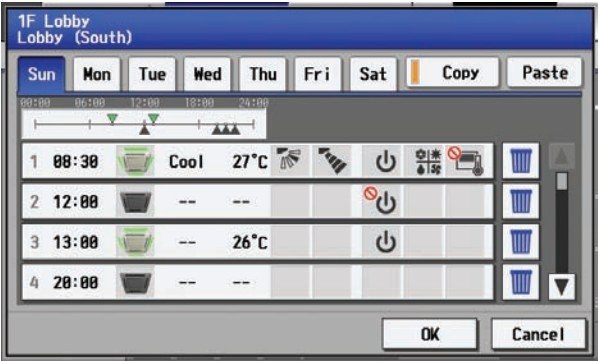 1F Lobby
Lobby (South)
Sun Mon Tue Wed Thu Fri Sat Copy Paste
00:00 06:00 12:00 18:00 24:00
1 08:30 Cool 27°C
2 12:00 -- --
3 13:00 -- 26°C
4 20:00 -- --
OK Cancel